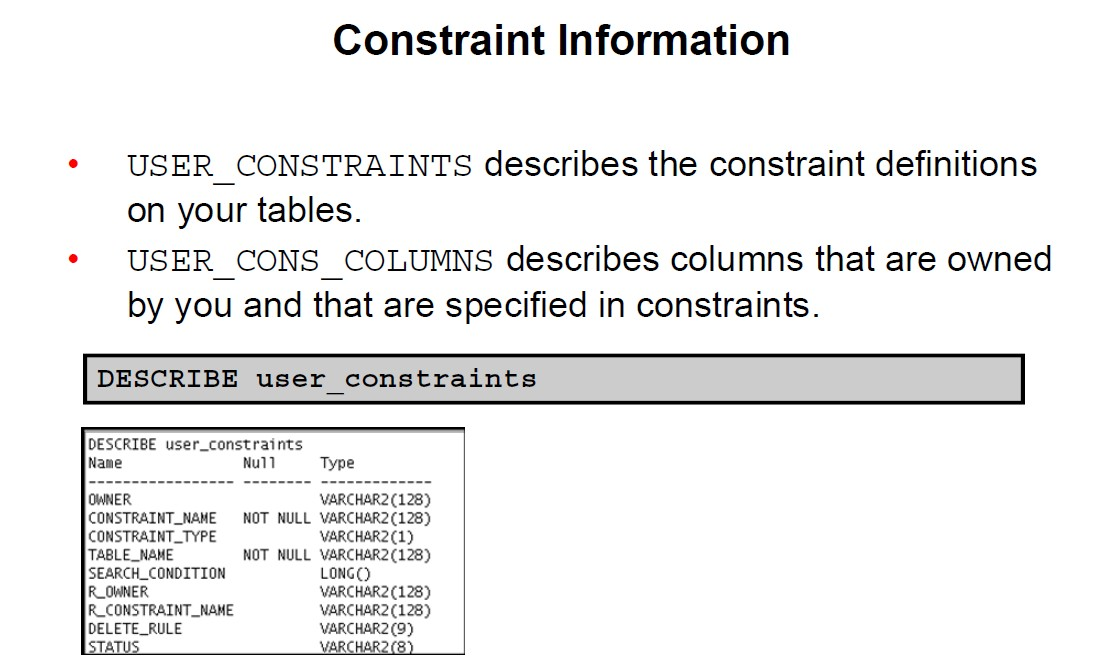 Constraint Information
• USER_CONSTRAINTS describes the constraint definitions
on your tables.
• USER_CONS_COLUMNS describes columns that are owned
by you and that are specified in constraints.
DESCRIBE user_constraints
DESCRIBE user_constraints
Name Null Type
----------------- -------- -------------
OWNER VARCHAR2(128)
CONSTRAINT_NAME NOT NULL VARCHAR2(128)
CONSTRAINT_TYPE VARCHAR2(1)
TABLE_NAME NOT NULL VARCHAR2(128)
SEARCH_CONDITION LONG()
R_OWNER VARCHAR2(128)
R_CONSTRAINT_NAME VARCHAR2(128)
DELETE_RULE VARCHAR2(9)
STATUS VARCHAR2(8)